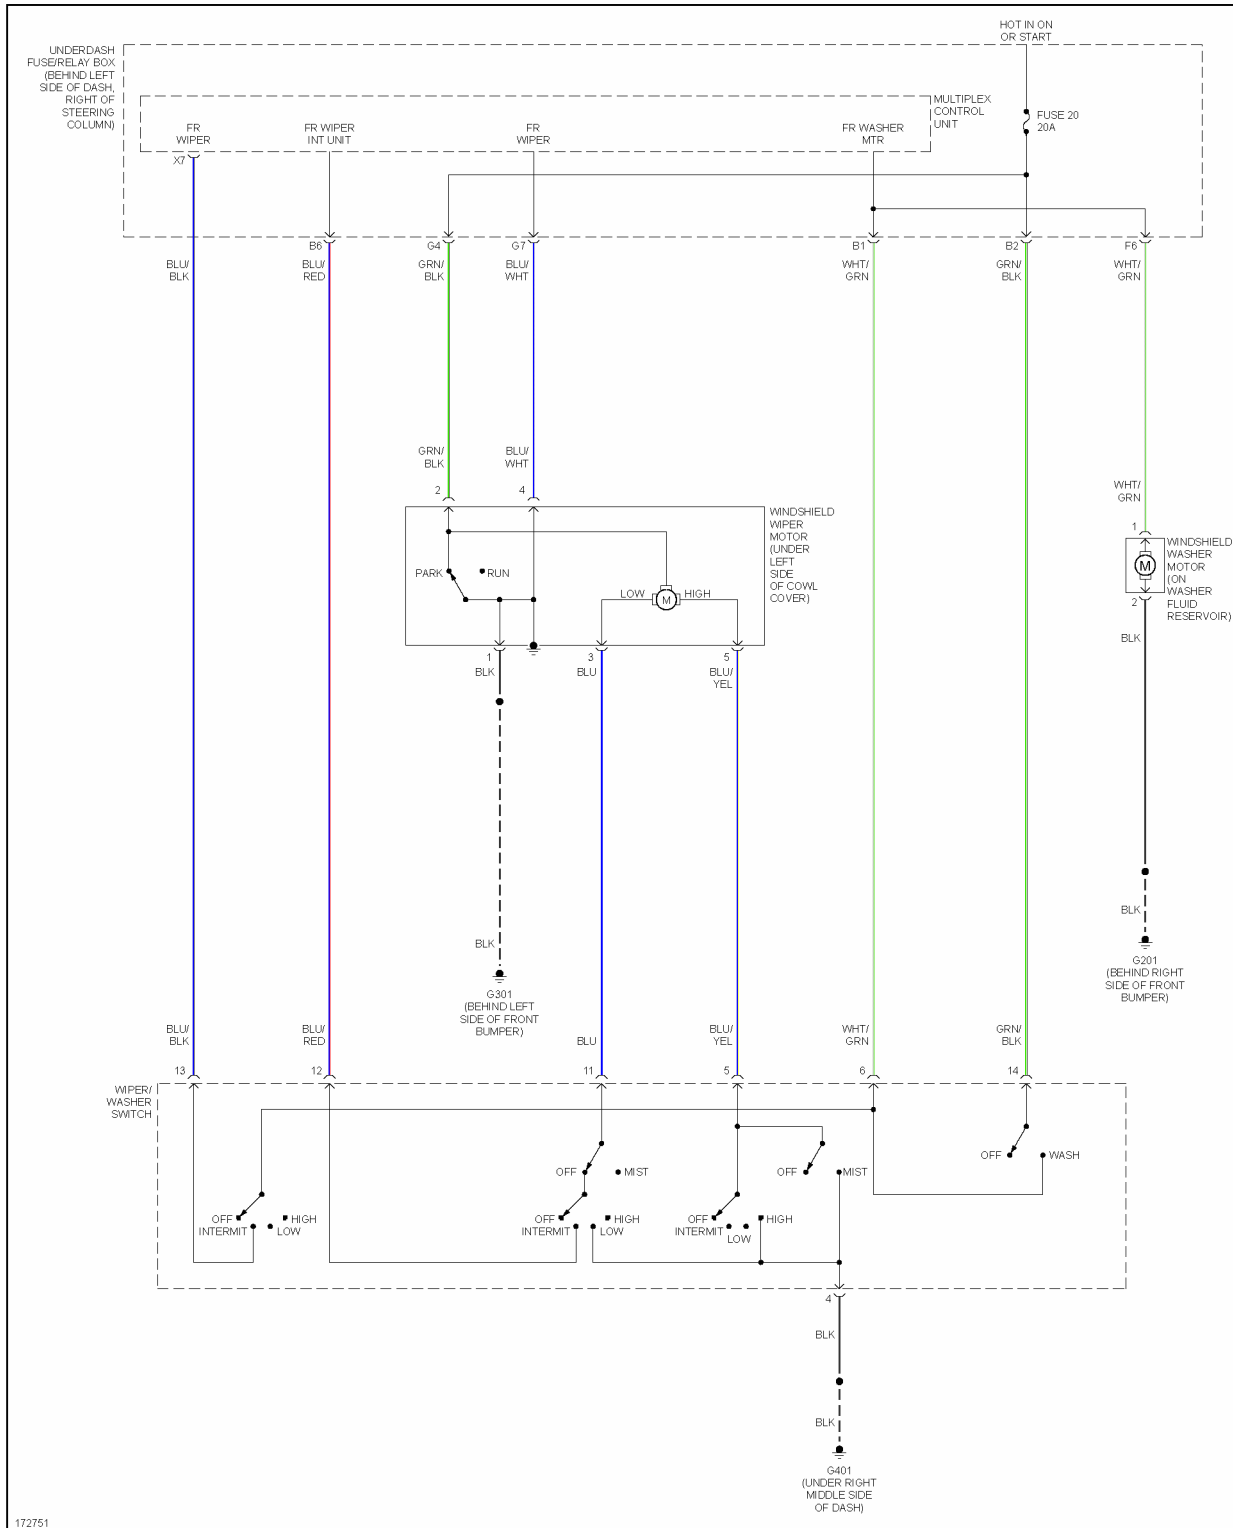 HOT IN ON
OR START
UNDERDASH
FUSE/RELAY BOX
(BEHIND LEFT
SIDE OF DASH,
RIGHT OF
STEERING
COLUMN)
MULTIPLEX
CONTROL
UNIT
FUSE 20
20A
FR
WIPER
FR WIPER
INT UNIT
FR
WIPER
FR WASHER
MTR
X7
B6
G4
G7
B1
B2
F6
BLU/
BLK
BLU/
RED
GRN/
BLK
BLU/
WHT
WHT/
GRN
GRN/
BLK
WHT/
GRN
GRN/
BLK
BLU/
WHT
WHT/
GRN
2
4
1
WINDSHIELD
WIPER
MOTOR
(UNDER
LEFT
SIDE
OF COWL
COVER)
PARK
RUN
LOW
M
HIGH
M
WINDSHIELD
WASHER
MOTOR
(ON
WASHER
FLUID
RESERVOIR)
2
BLK
1
3
5
BLK
BLU
BLU/
YEL
BLK
BLK
G301
(BEHIND LEFT
SIDE OF FRONT
BUMPER)
G201
(BEHIND RIGHT
SIDE OF FRONT
BUMPER)
BLU/
BLK
BLU/
RED
BLU
BLU/
YEL
WHT/
GRN
GRN/
BLK
13
12
11
5
6
14
WIPER/
WASHER
SWITCH
OFF
MIST
OFF
MIST
OFF
WASH
OFF
INTERMIT
LOW
HIGH
OFF
INTERMIT
LOW
HIGH
OFF
INTERMIT
LOW
HIGH
4
BLK
BLK
G401
(UNDER RIGHT
MIDDLE SIDE
OF DASH)
172751